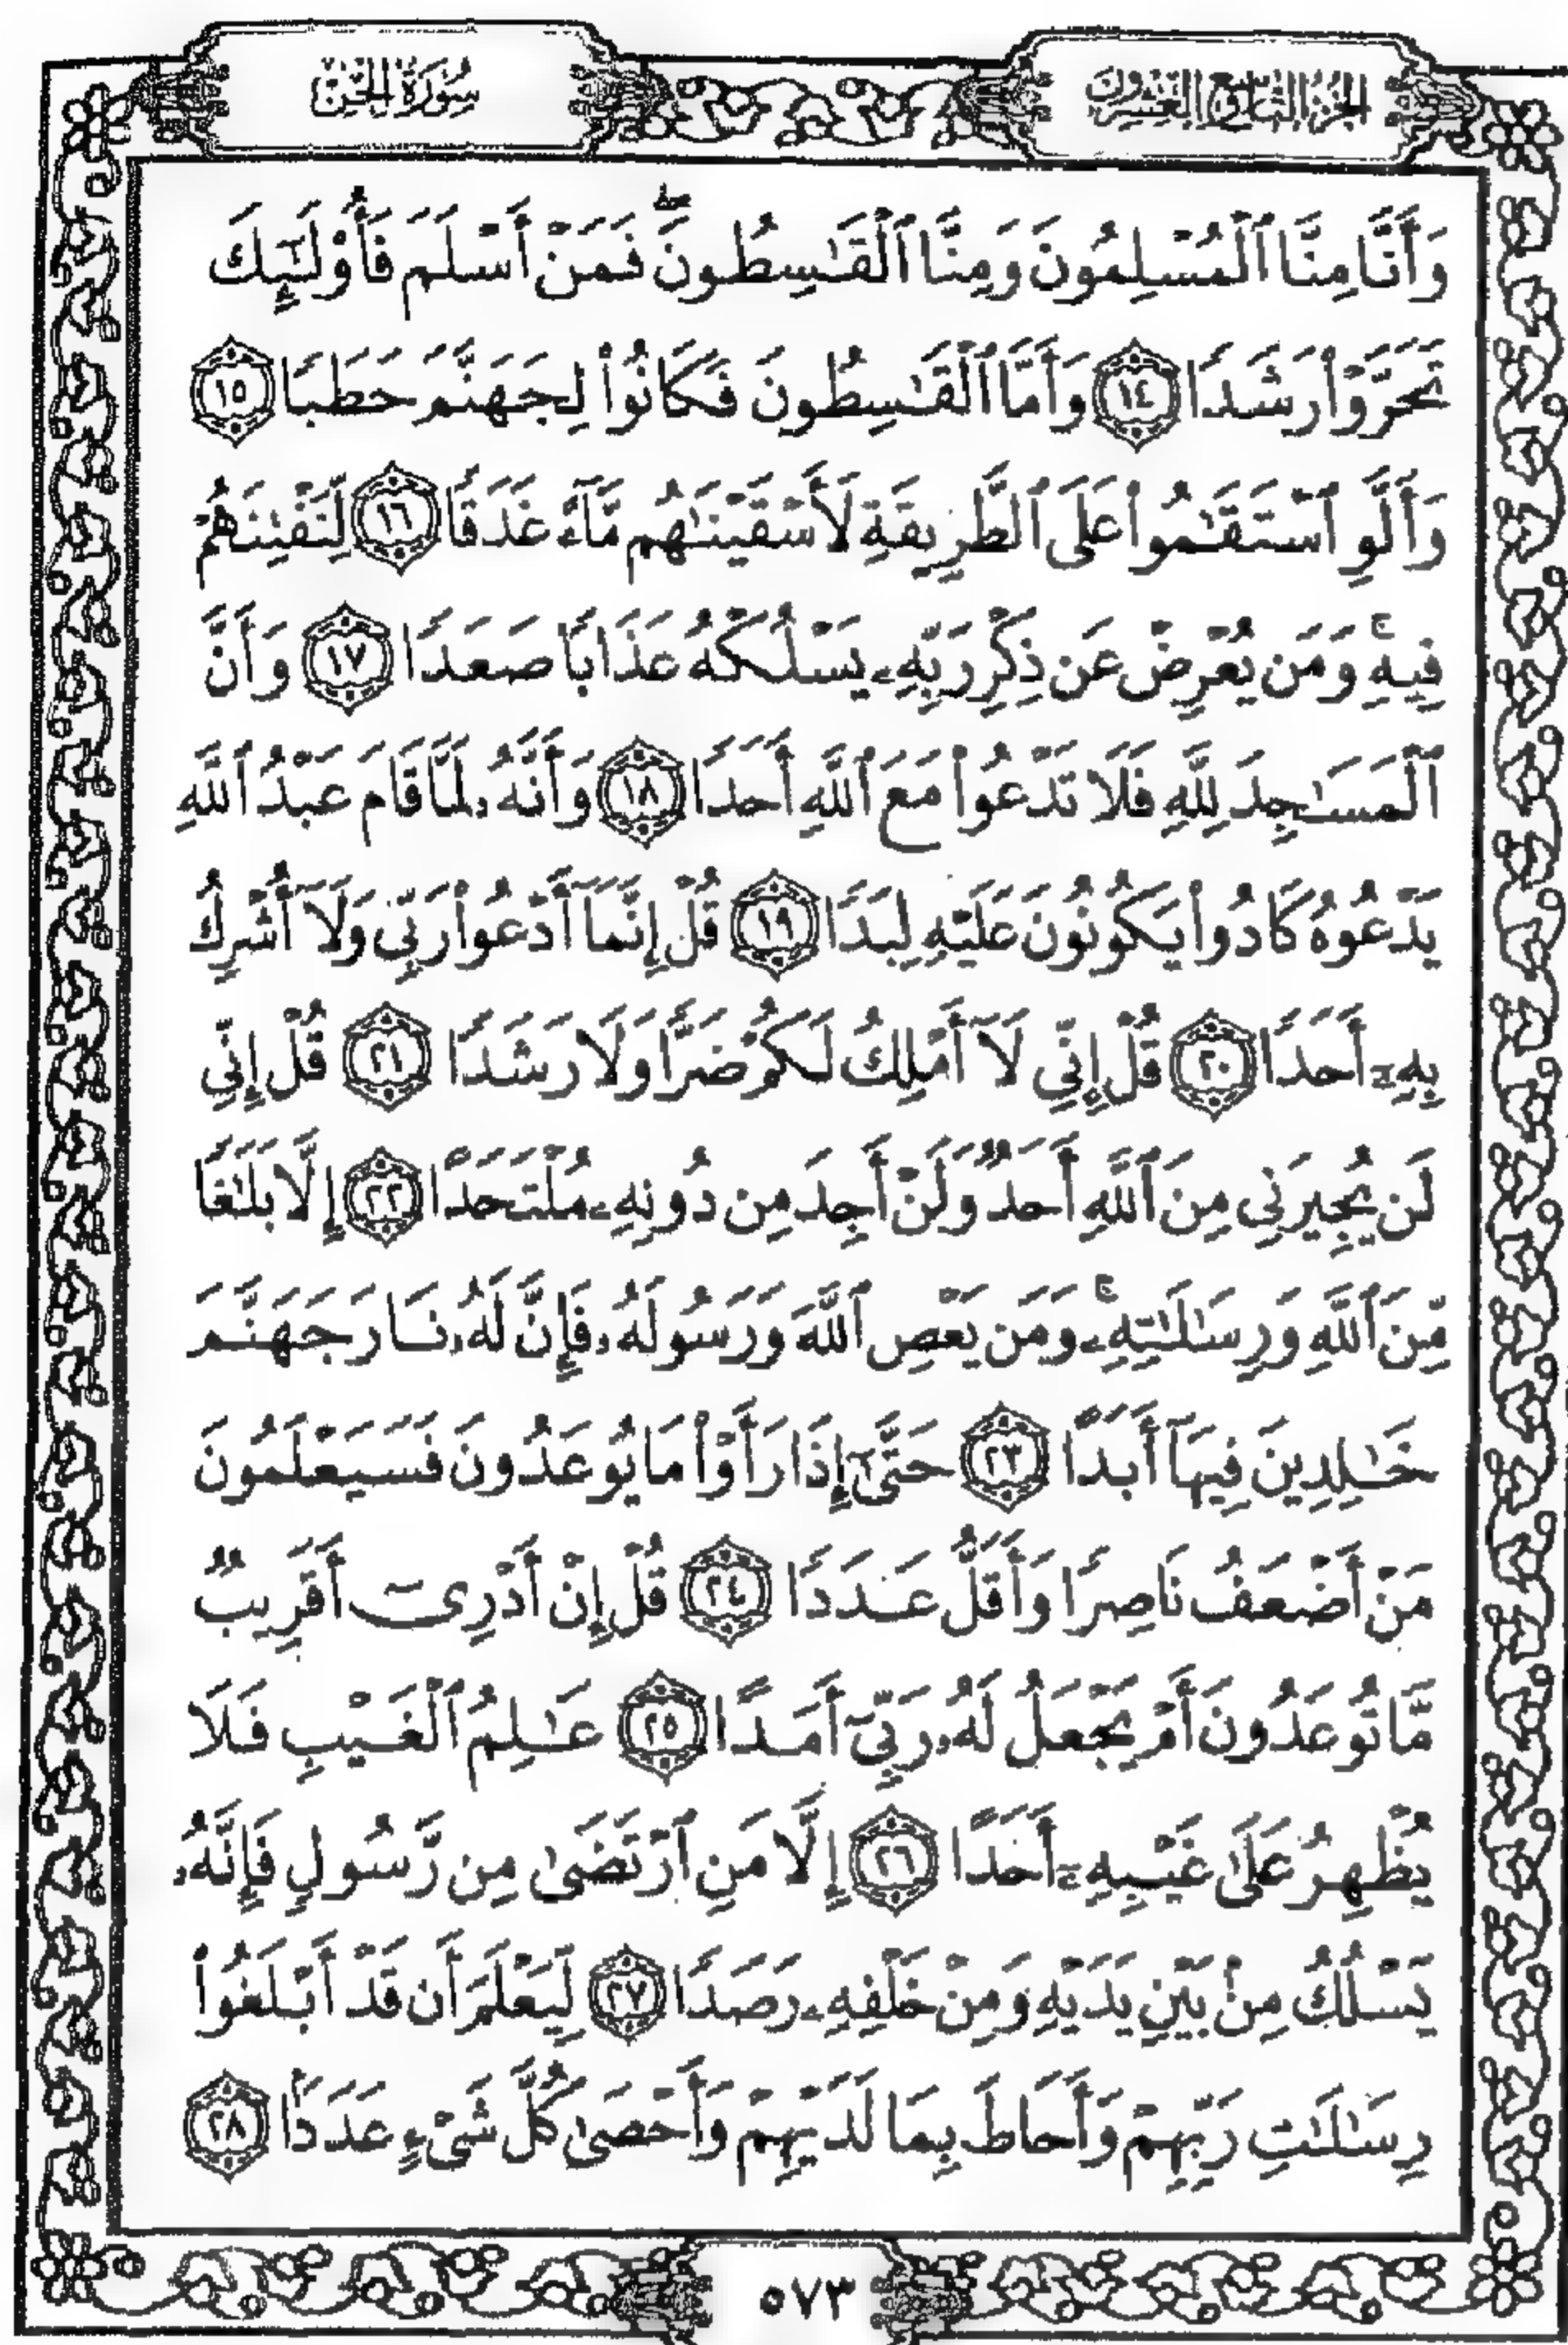 الجزء التاسع والعشرون
سورة الجن
وَأَنَّا مِنَّا ٱلْمُسْلِمُونَ وَمِنَّا ٱلْقَٰسِطُونَۖ فَمَنْ أَسْلَمَ فَأُو۟لَٰٓئِكَ
تَحَرَّوْا۟ رَشَدًا ١٤ وَأَمَّا ٱلْقَٰسِطُونَ فَكَانُوا۟ لِجَهَنَّمَ حَطَبًا ١٥
وَأَلَّوِ ٱسْتَقَٰمُوا۟ عَلَى ٱلطَّرِيقَةِ لَأَسْقَيْنَٰهُم مَّآءً غَدَقًا ١٦ لِّنَفْتِنَهُمْ
فِيهِۚ وَمَن يُعْرِضْ عَن ذِكْرِ رَبِّهِۦ يَسْلُكْهُ عَذَابًا صَعَدًا ١٧ وَأَنَّ
ٱلْمَسَٰجِدَ لِلَّهِ فَلَا تَدْعُوا۟ مَعَ ٱللَّهِ أَحَدًا ١٨ وَأَنَّهُۥ لَمَّا قَامَ عَبْدُ ٱللَّهِ
يَدْعُوهُ كَادُوا۟ يَكُونُونَ عَلَيْهِ لِبَدًا ١٩ قُلْ إِنَّمَآ أَدْعُوا۟ رَبِّى وَلَآ أُشْرِكُ
بِهِۦٓ أَحَدًا ٢٠ قُلْ إِنِّى لَآ أَمْلِكُ لَكُمْ ضَرًّا وَلَا رَشَدًا ٢١ قُلْ إِنِّى
لَن يُجِيرَنِى مِنَ ٱللَّهِ أَحَدٌ وَلَنْ أَجِدَ مِن دُونِهِۦ مُلْتَحَدًا ٢٢ إِلَّا بَلَٰغًا
مِّنَ ٱللَّهِ وَرِسَٰلَٰتِهِۦۚ وَمَن يَعْصِ ٱللَّهَ وَرَسُولَهُۥ فَإِنَّ لَهُۥ نَارَ جَهَنَّمَ
خَٰلِدِينَ فِيهَآ أَبَدًا ٢٣ حَتَّىٰٓ إِذَا رَأَوْا۟ مَا يُوعَدُونَ فَسَيَعْلَمُونَ
مَنْ أَضْعَفُ نَاصِرًا وَأَقَلُّ عَدَدًا ٢٤ قُلْ إِنْ أَدْرِىٓ أَقَرِيبٌ
مَّا تُوعَدُونَ أَمْ يَجْعَلُ لَهُۥ رَبِّىٓ أَمَدًا ٢٥ عَٰلِمُ ٱلْغَيْبِ فَلَا
يُظْهِرُ عَلَىٰ غَيْبِهِۦٓ أَحَدًا ٢٦ إِلَّا مَنِ ٱرْتَضَىٰ مِن رَّسُولٍ فَإِنَّهُۥ
يَسْلُكُ مِنۢ بَيْنِ يَدَيْهِ وَمِنْ خَلْفِهِۦ رَصَدًا ٢٧ لِّيَعْلَمَ أَن قَدْ أَبْلَغُوا۟
رِسَٰلَٰتِ رَبِّهِمْ وَأَحَاطَ بِمَا لَدَيْهِمْ وَأَحْصَىٰ كُلَّ شَىْءٍ عَدَدًۢا ٢٨
٥٧٣